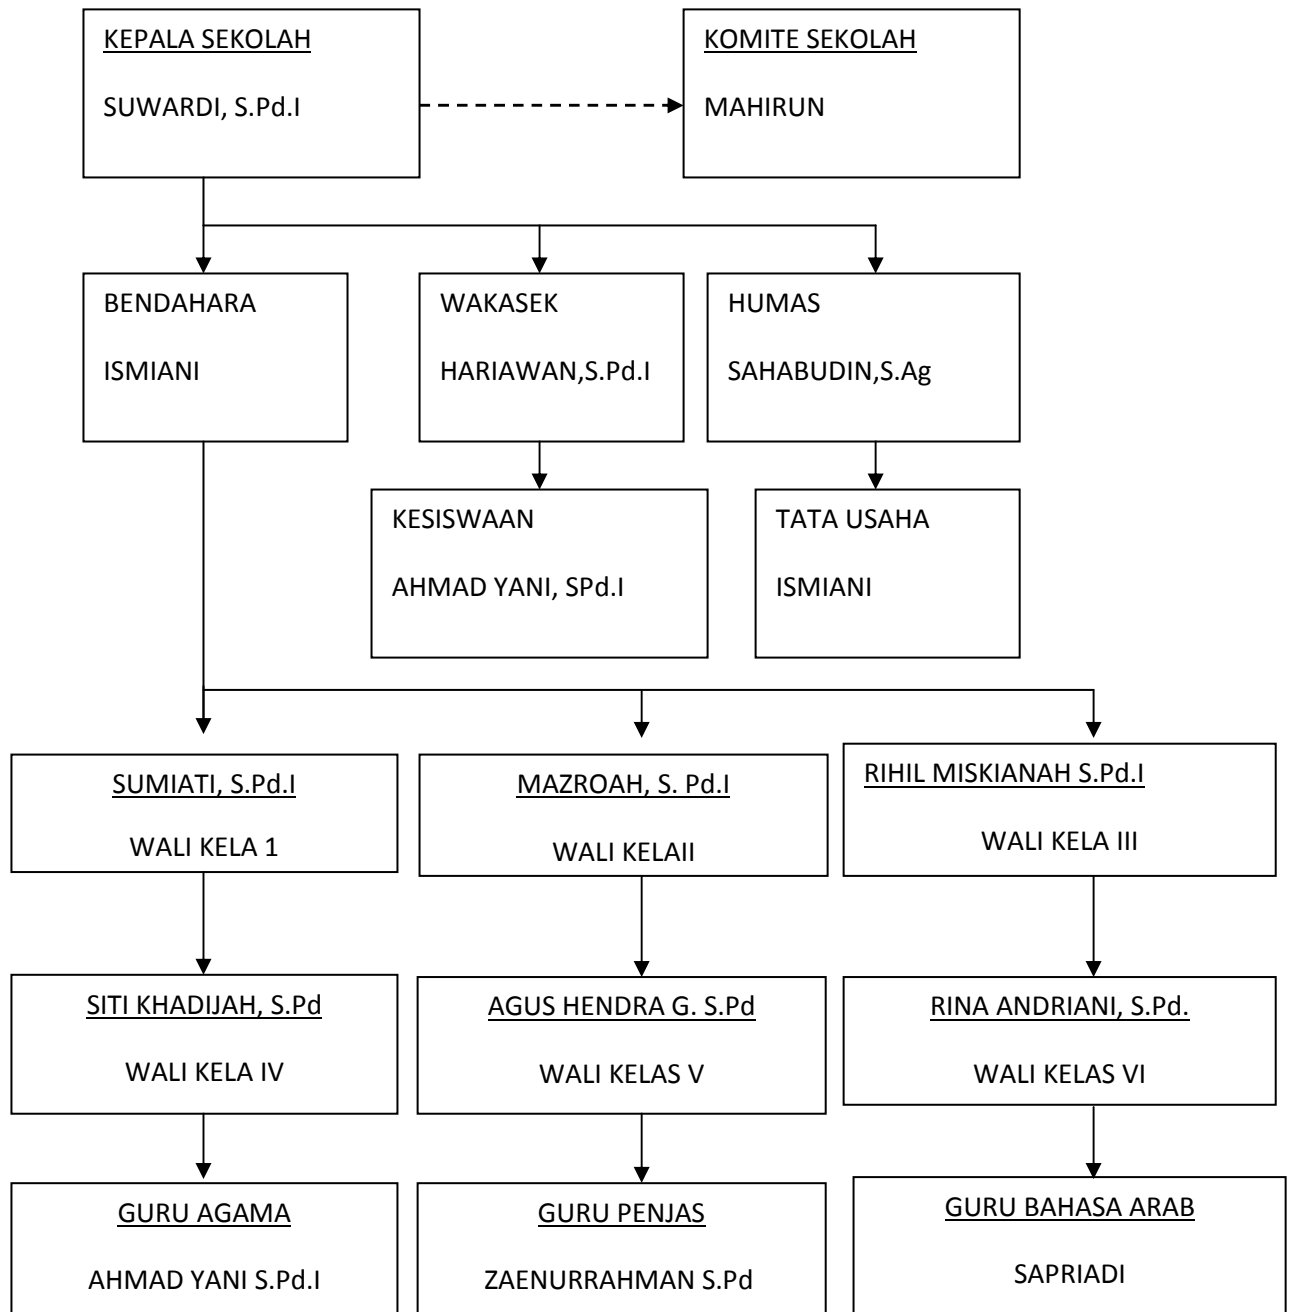 KEPALA SEKOLAH
SUWARDI, S.Pd.I
KOMITE SEKOLAH
MAHIRUN
BENDAHARA
ISMIANI
WAKASEK
HARIAWAN,S.Pd.I
HUMAS
SAHABUDIN,S.Ag
KESISWAAN
AHMAD YANI, SPd.I
TATA USAHA
ISMIANI
SUMIATI, S.Pd.I
WALI KELA 1
MAZROAH, S. Pd.I
WALI KELAII
RIHIL MISKIANAH S.Pd.I
WALI KELA III
SITI KHADIJAH, S.Pd
WALI KELA IV
AGUS HENDRA G. S.Pd
WALI KELAS V
RINA ANDRIANI, S.Pd.
WALI KELAS VI
GURU AGAMA
AHMAD YANI S.Pd.I
GURU PENJAS
ZAENURRAHMAN S.Pd
GURU BAHASA ARAB
SAPRIADI